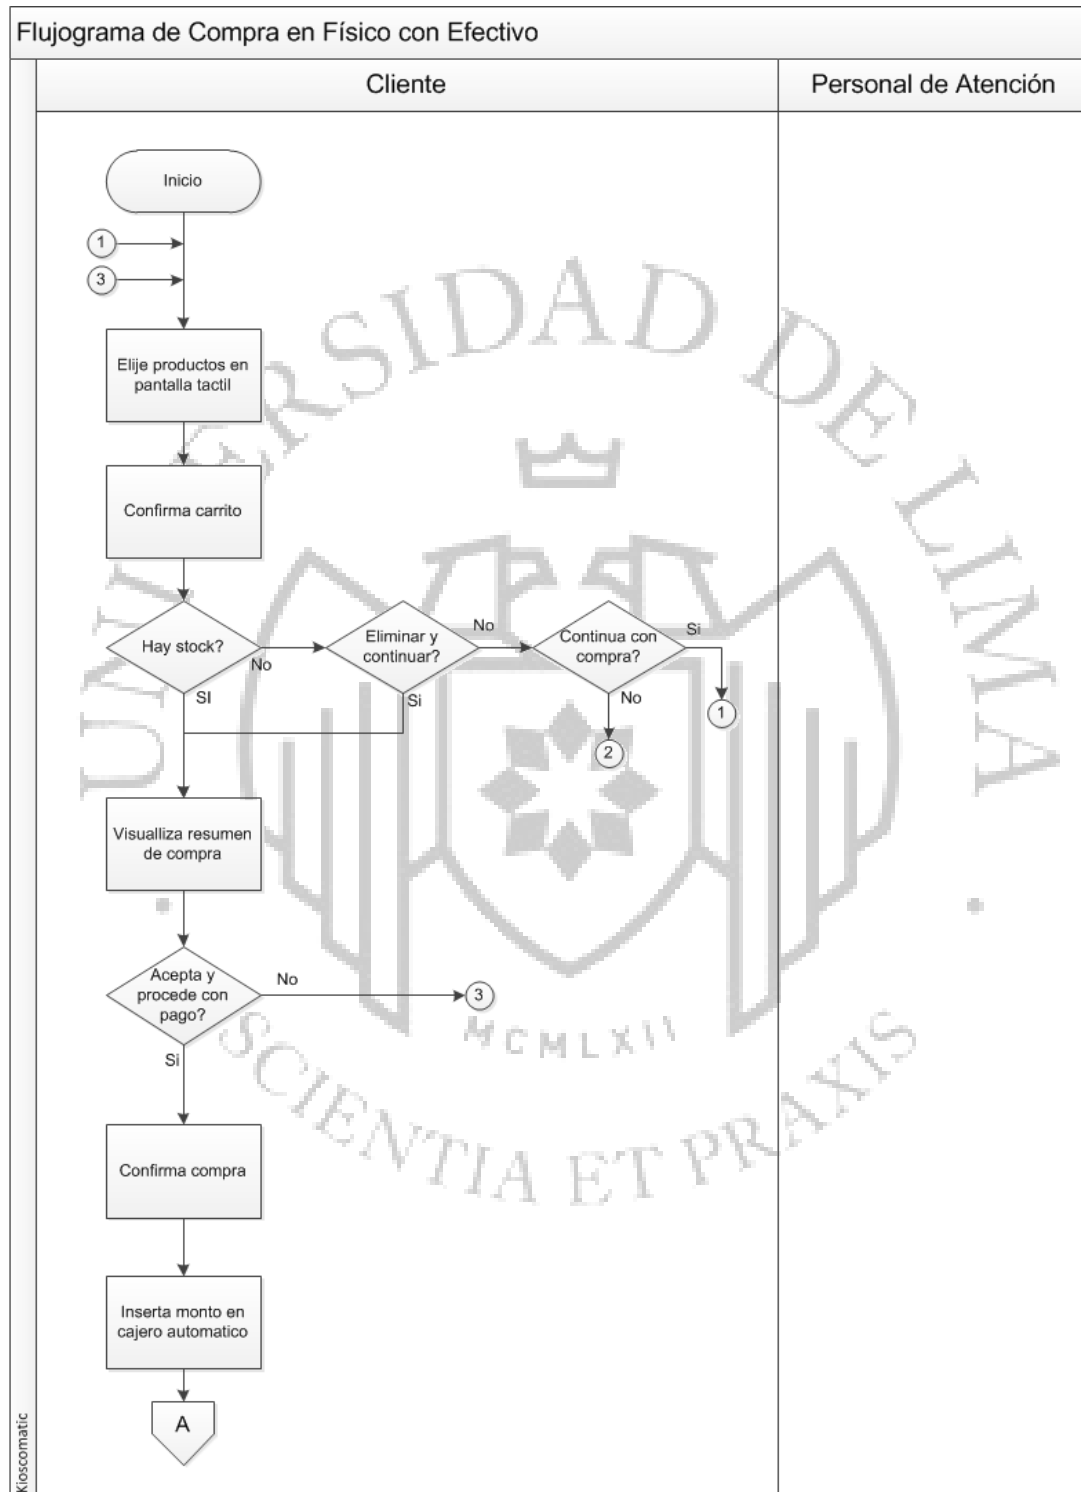 Flujograma de Compra en Físico con Efectivo
Cliente
Personal de Atención
Inicio
1
3
Elije productos en
pantalla tactil
Confirma carrito
Hay stock?
No
SI
Eliminar y
continuar?
No
Si
Continua con
compra?
Si
No
1
2
Visualliza resumen
de compra
Acepta y
procede con
pago?
No
3
Si
Confirma compra
Inserta monto en
cajero automatico
A
Kioscomatic
UNIVERSIDAD DE LIMA
MCMLXII
SCIENTIA ET PRAXIS